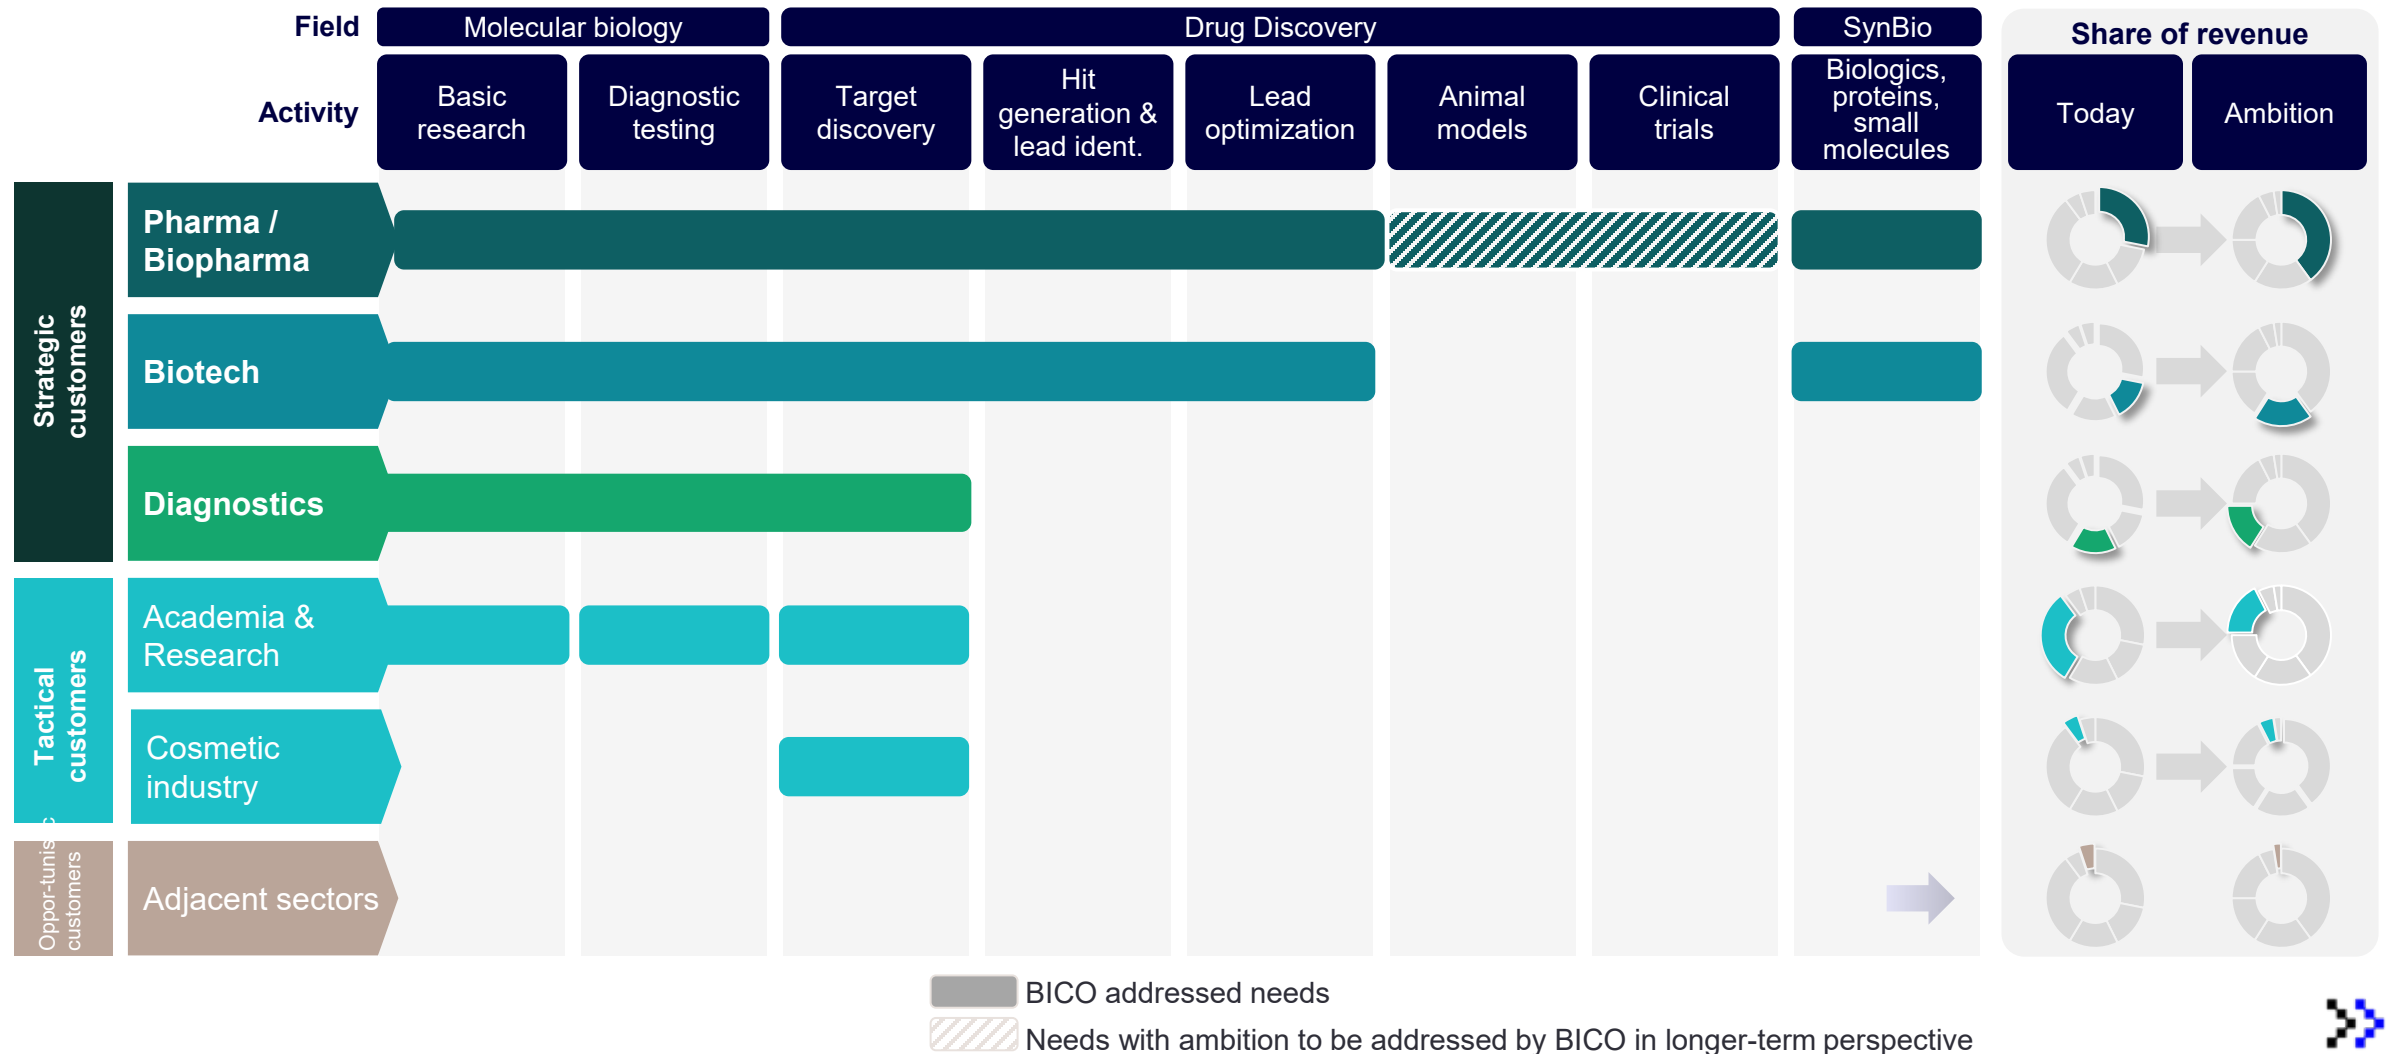 Field
Molecular biology
Drug Discovery
SynBio
Share of revenue
Activity
Basic
research
Diagnostic
testing
Target
discovery
Hit
generation &
lead ident.
Lead
optimization
Animal
models
Clinical
trials
Biologics,
proteins,
small
molecules
Today
Ambition
Strategic
customers
Pharma /
Biopharma
Biotech
Diagnostics
Tactical
customers
Academia &
Research
Cosmetic
industry
Oppor-tunistic
customers
Adjacent sectors
BICO addressed needs
Needs with ambition to be addressed by BICO in longer-term perspective